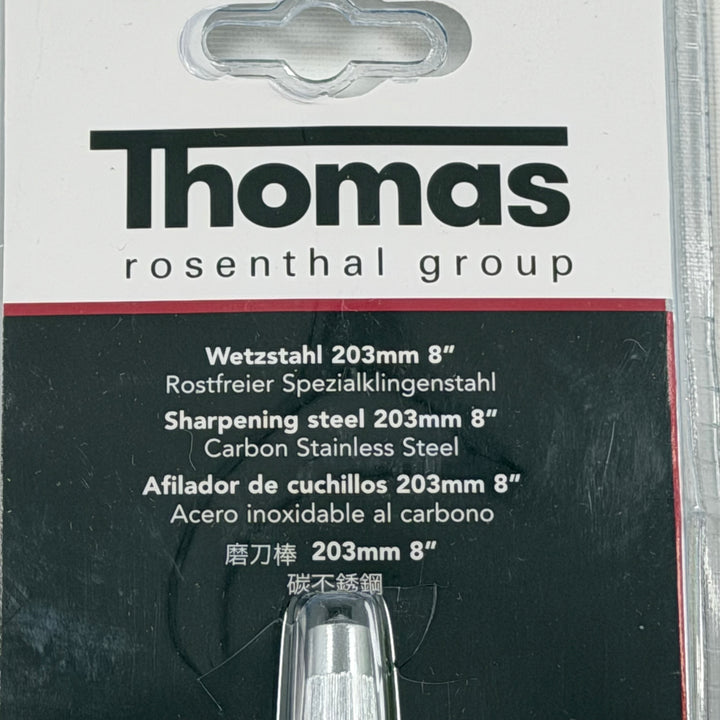 Thomas
rosenthal group
Wetzstahl 203mm 8”
Rostfreier Spezialklingenstahl
Sharpening steel 203mm 8”
Carbon Stainless Steel
Afilador de cuchillos 203mm 8”
Acero inoxidable al carbono
磨刀棒 203mm 8”
碳不銹鋼